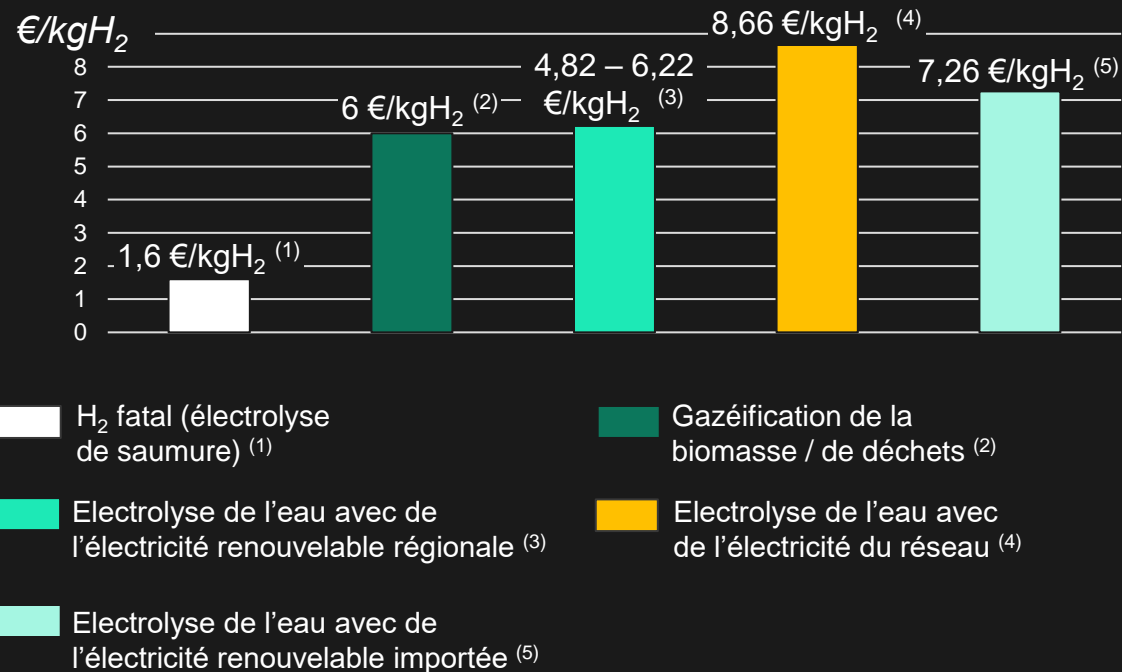 €/kgH₂
8,66 €/kgH₂ (4)
4,82 – 6,22
€/kgH₂ (3)
7,26 €/kgH₂ (5)
6 €/kgH₂ (2)
1,6 €/kgH₂ (1)
8
7
6
5
4
3
2
1
0
H₂ fatal (électrolyse
de saumure) (1)
Gazéification de la
biomasse / de déchets (2)
Electrolyse de l’eau avec de
l’électricité renouvelable régionale (3)
Electrolyse de l’eau avec
de l’électricité du réseau (4)
Electrolyse de l’eau avec de
l’électricité renouvelable importée (5)